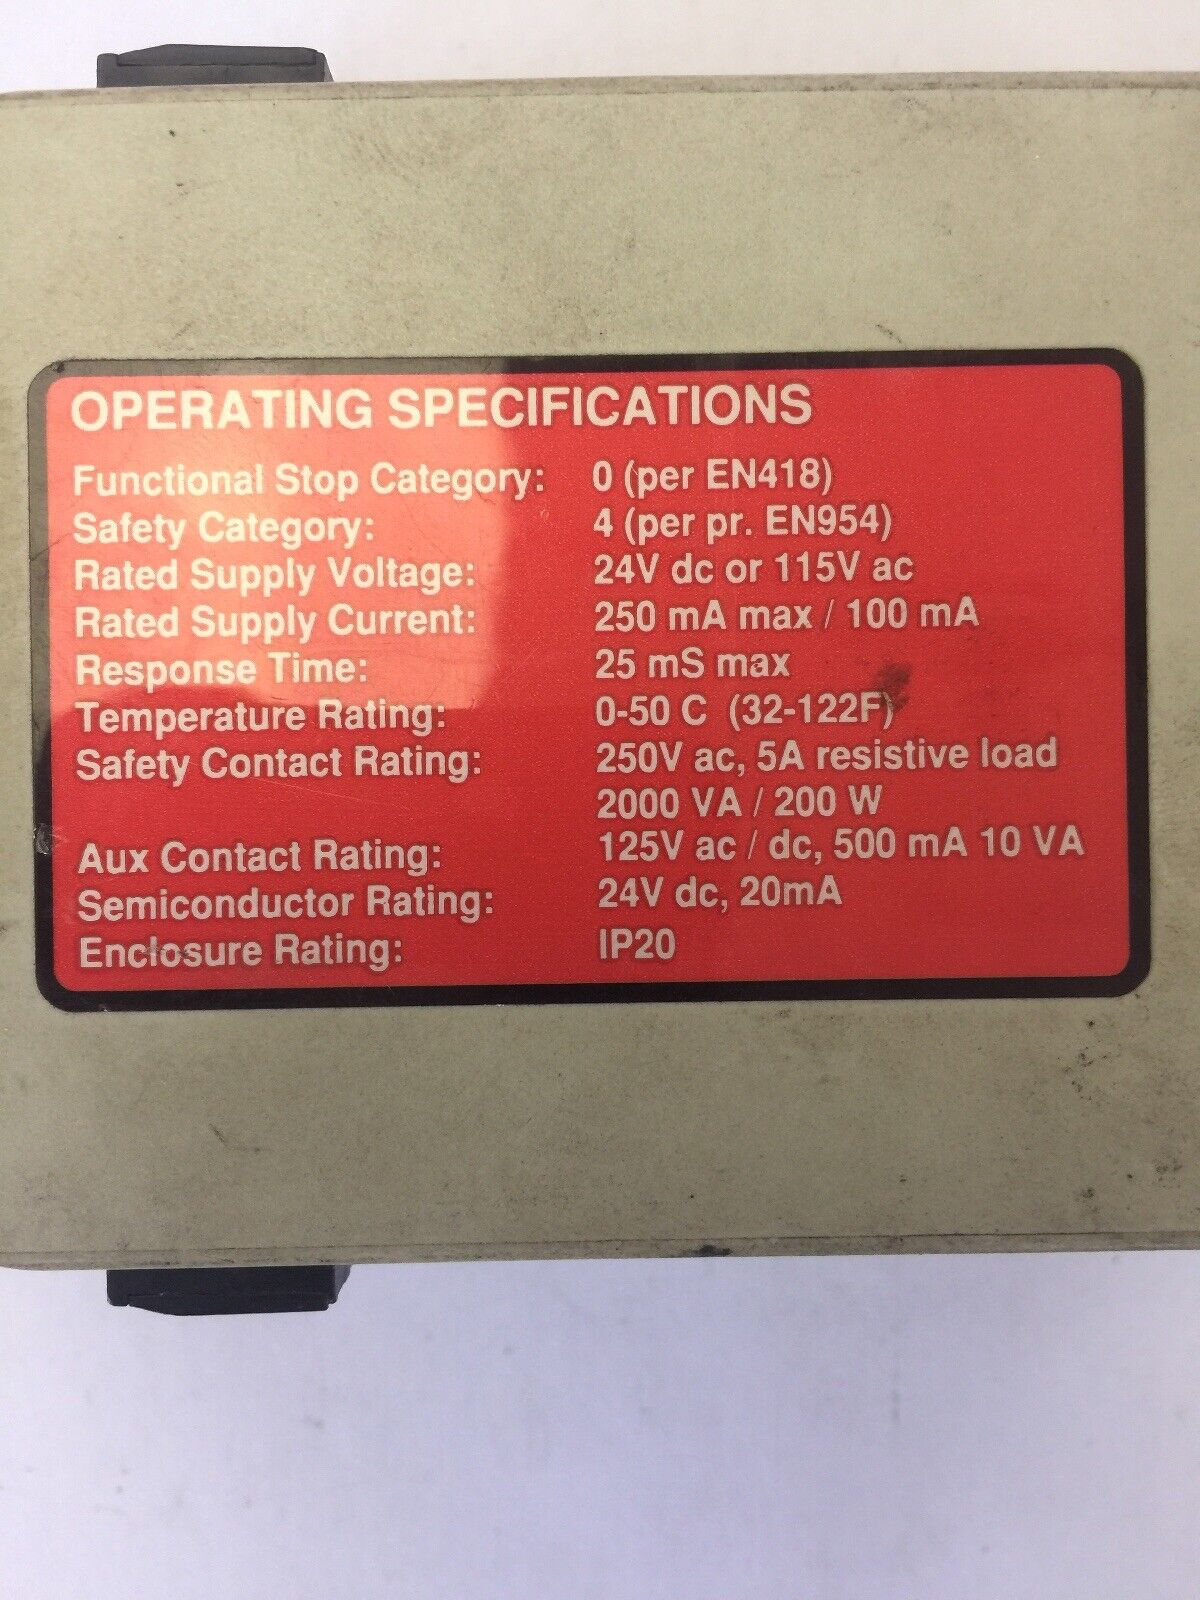 OPERATING SPECIFICATIONS
Functional Stop Category: 0 (per EN418)
Safety Category: 4 (per pr. EN954)
Rated Supply Voltage: 24V dc or 115V ac
Rated Supply Current: 250 mA max / 100 mA
Response Time: 25 mS max
Temperature Rating: 0-50 C (32-122F)
Safety Contact Rating: 250V ac, 5A resistive load
2000 VA / 200 W
Aux Contact Rating: 125V ac / dc, 500 mA 10 VA
Semiconductor Rating: 24V dc, 20mA
Enclosure Rating: IP20